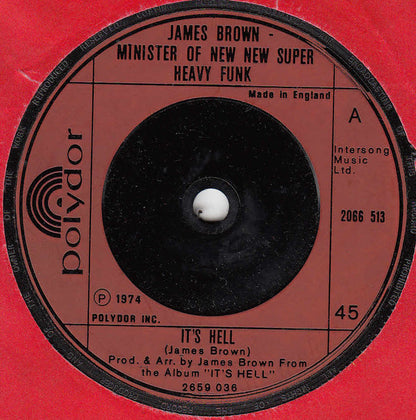 JAMES BROWN -
MINISTER OF NEW NEW SUPER
HEAVY FUNK
Made in England
A
Intersong
Music
Ltd.
polydor
2066 513
Ⓟ 1974
45
POLYDOR INC.
IT'S HELL
(James Brown)
Prod. & Arr. by James Brown From
the Album "IT'S HELL"
2659 036